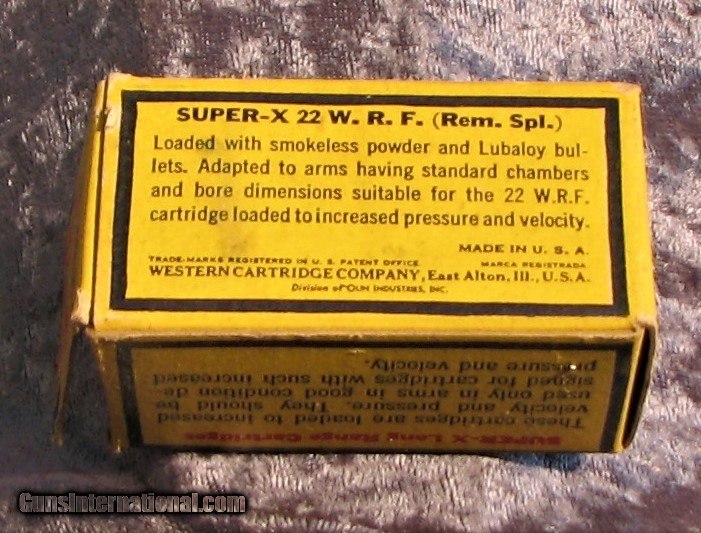 SUPER-X 22 W. R. F. (Rem. Spl.)
Loaded with smokeless powder and Lubaloy bul-
lets. Adapted to arms having standard chambers
and bore dimensions suitable for the 22 W.R.F.
cartridge loaded to increased pressure and velocity.
MADE IN U. S. A.
TRADE-MARKS REGISTERED IN U. S. PATENT OFFICE
MARCA REGISTRADA
WESTERN CARTRIDGE COMPANY, East Alton, Ill., U.S.A.
Division of OLIN INDUSTRIES, INC.
SUPER-X Long Range Cartridges
These cartridges are loaded to increased
velocity and pressure. They should be
used only in arms in good condition de-
signed for cartridges with such increased
pressure and velocity.
GunsInternational.com